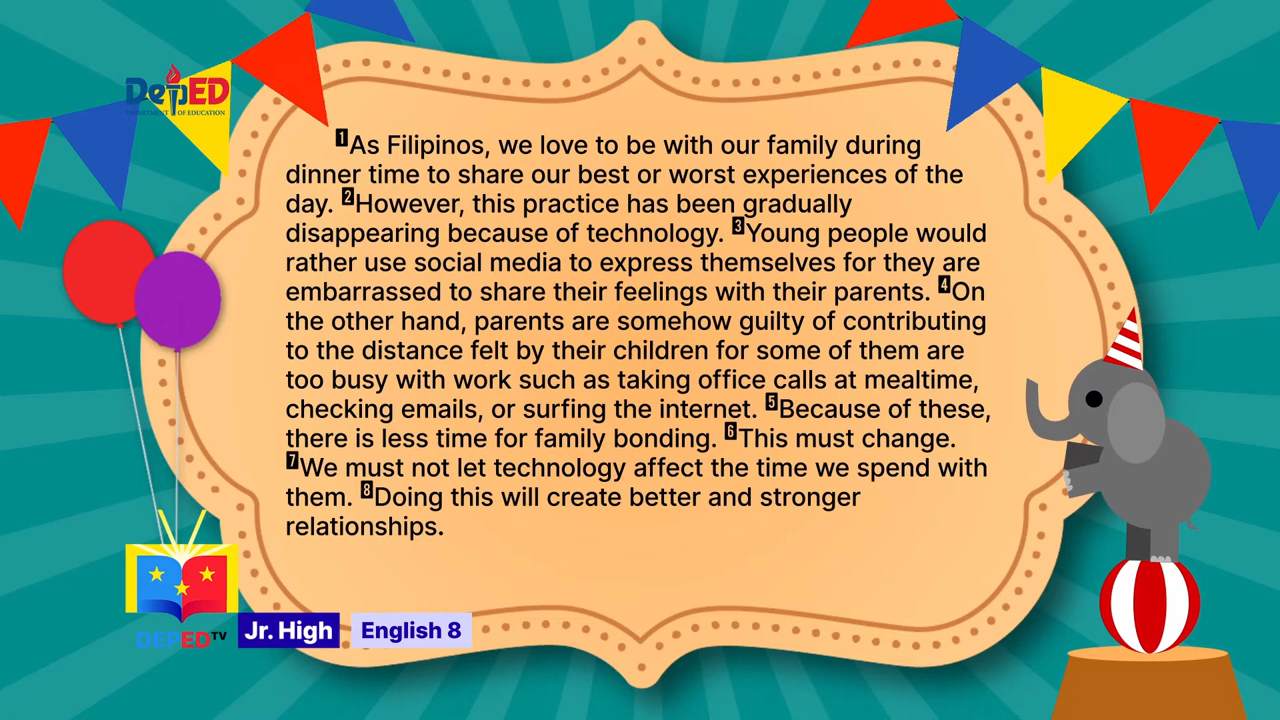 DepED
DEPARTMENT OF EDUCATION
1As Filipinos, we love to be with our family during
dinner time to share our best or worst experiences of the
day. 2However, this practice has been gradually
disappearing because of technology. 3Young people would
rather use social media to express themselves for they are
embarrassed to share their feelings with their parents. 4On
the other hand, parents are somehow guilty of contributing
to the distance felt by their children for some of them are
too busy with work such as taking office calls at mealtime,
checking emails, or surfing the internet. 5Because of these,
there is less time for family bonding. 6This must change.
7We must not let technology affect the time we spend with
them. 8Doing this will create better and stronger
relationships.
DEPED TV
Jr. High English 8